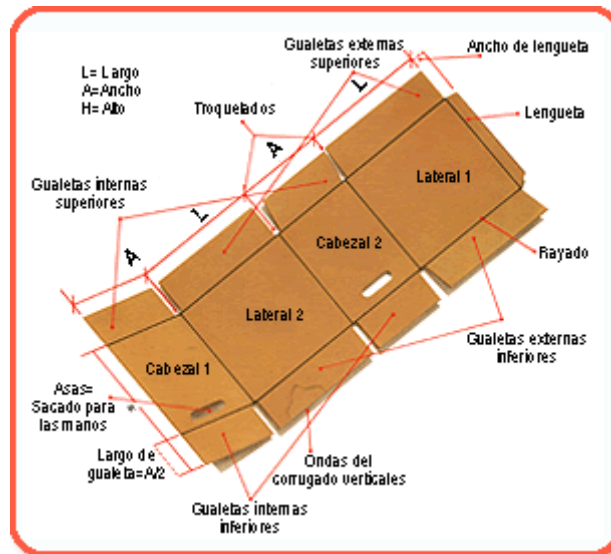 L= Largo
A= Ancho
H= Alto
Gualetas externas
superiores
Ancho de lengueta
Troquelados
Lengueta
L
A
Gualetas internas
superiores
L
A
Lateral 1
Cabezal 2
Rayado
Lateral 2
Gualetas externas
inferiores
Cabezal 1
Asas=
Sacado para
las manos
Largo de
gualeta=A/2
Ondas del
corrugado verticales
Gualetas internas
inferiores